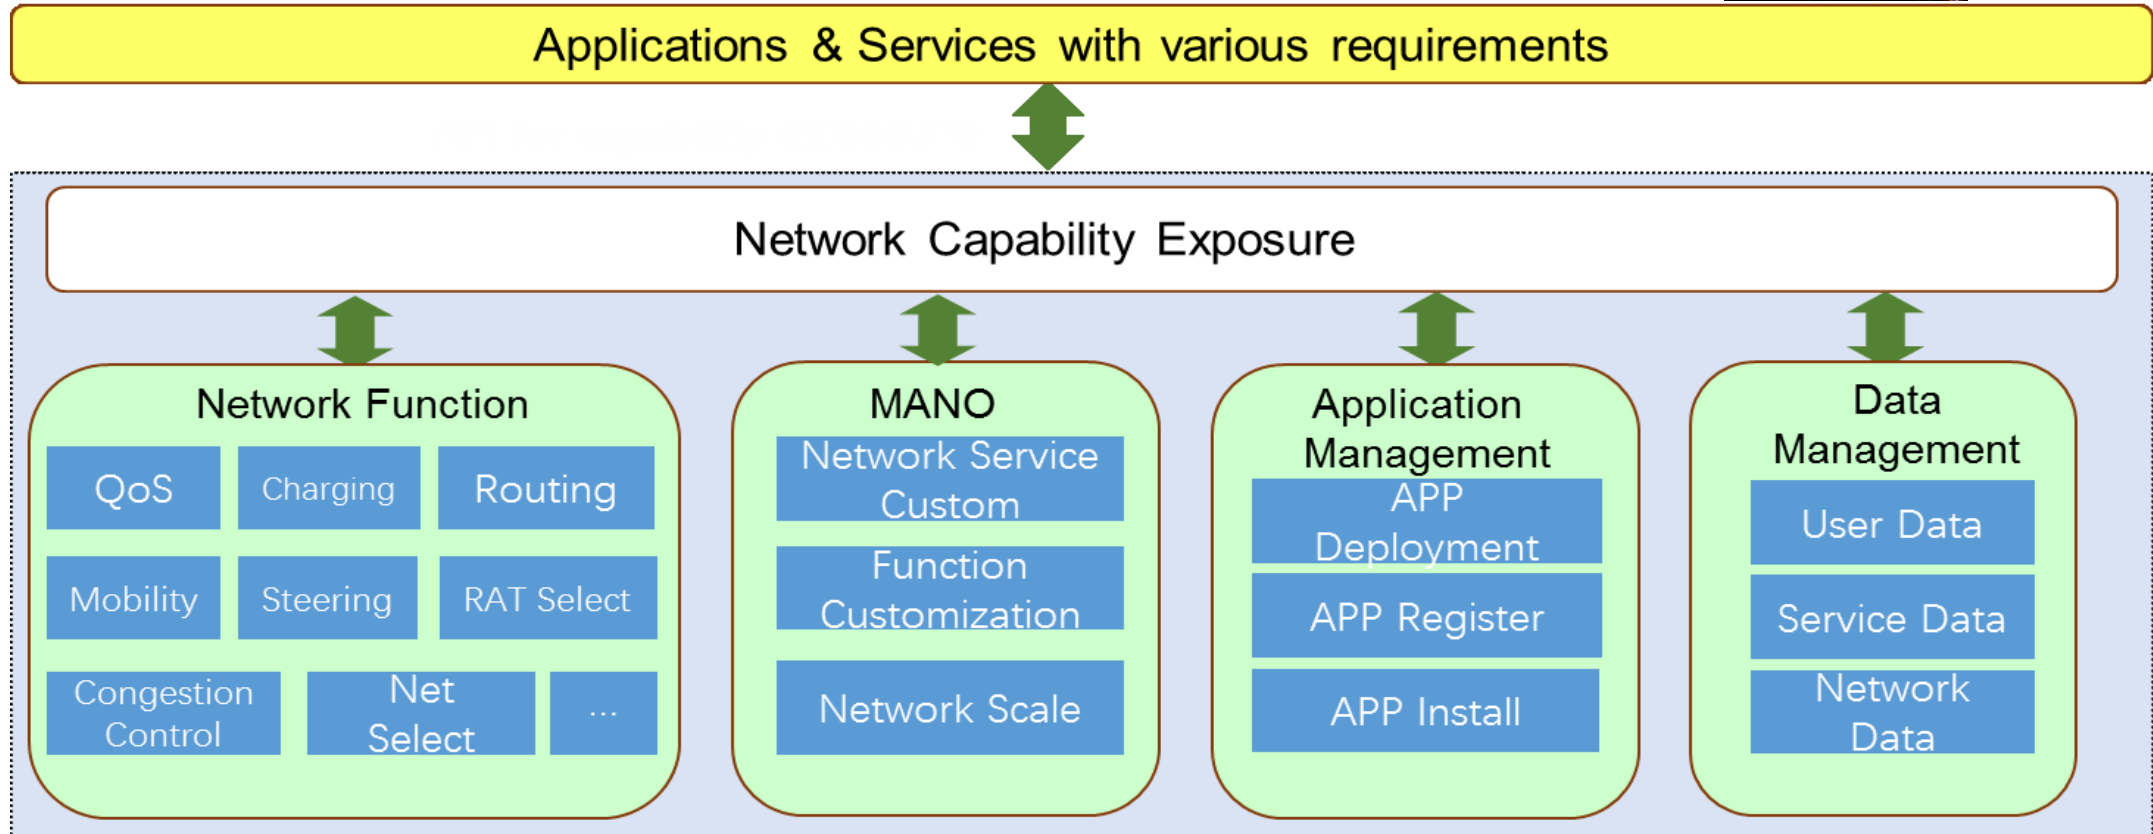 Applications & Services with various requirements
Network Capability Exposure
Network Function
QoS
Charging
Routing
Mobility
Steering
RAT Select
Congestion
Control
Net
Select
...
MANO
Network Service
Custom
Function
Customization
Network Scale
Application
Management
APP
Deployment
APP Register
APP Install
Data
Management
User Data
Service Data
Network
Data